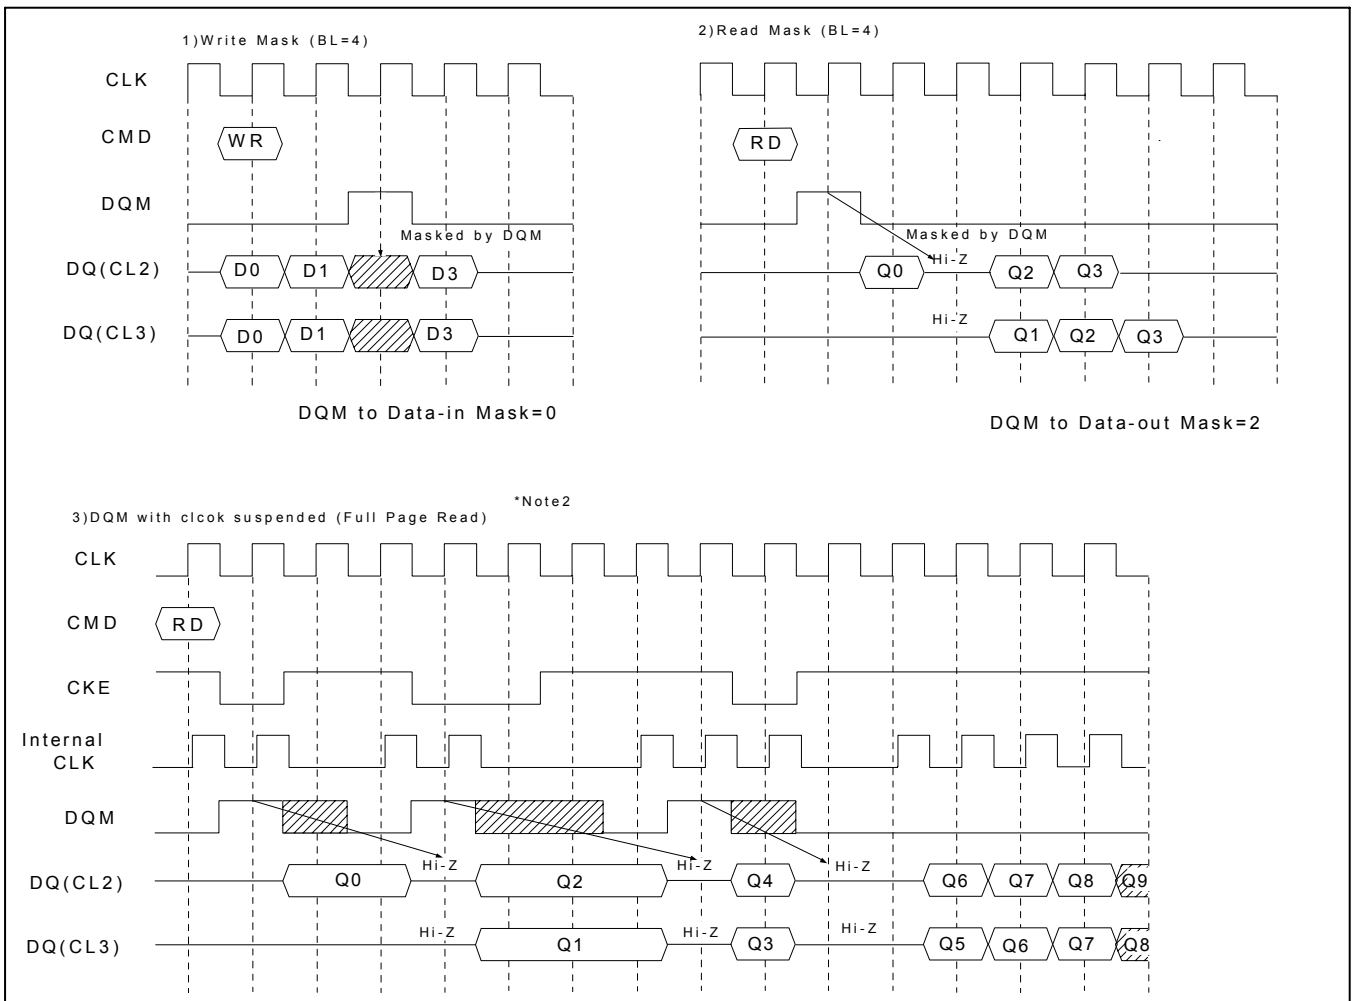 1)Write Mask (BL=4)
2)Read Mask (BL=4)
CLK
CMD
WR
RD
DQM
Masked by DQM
Masked by DQM
DQ(CL2)
D0 D1 D3
Q0 Hi-Z Q2 Q3
DQ(CL3)
D0 D1 D3
Hi-Z Q1 Q2 Q3
DQM to Data-in Mask=0
DQM to Data-out Mask=2
*Note2
3)DQM with clcok suspended (Full Page Read)
CLK
CMD
RD
CKE
Internal
CLK
DQM
DQ(CL2)
Q0 Hi-Z Q2 Hi-Z Q4 Hi-Z Q6 Q7 Q8 Q9
DQ(CL3)
Hi-Z Q1 Hi-Z Q3 Hi-Z Q5 Q6 Q7 Q8